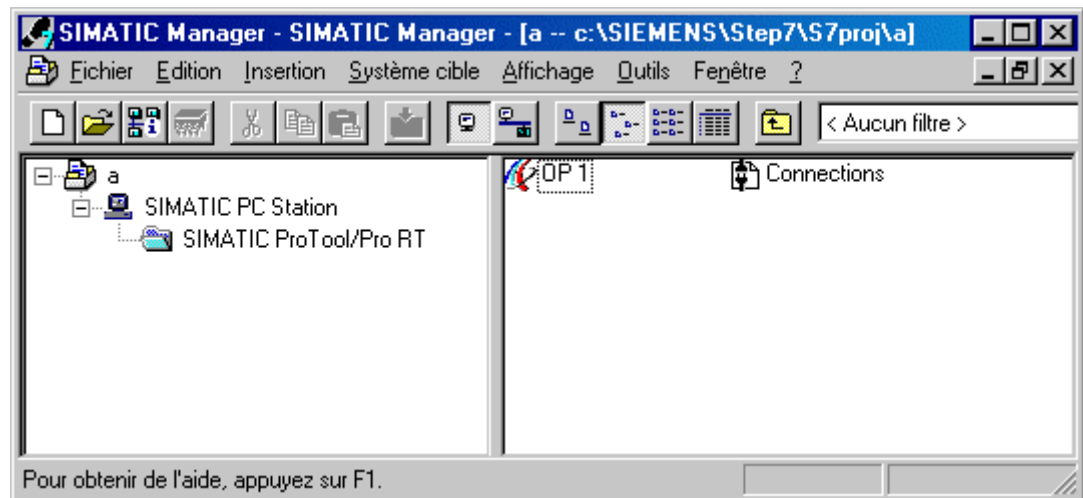 SIMATIC Manager - SIMATIC Manager - [a -- c:\SIEMENS\Step7\S7proj\a]
Fichier Edition Insertion Système cible Affichage Outils Fenêtre ?
< Aucun filtre >
a
SIMATIC PC Station
SIMATIC ProTool/Pro RT
OP 1 Connections
Pour obtenir de l'aide, appuyez sur F1.